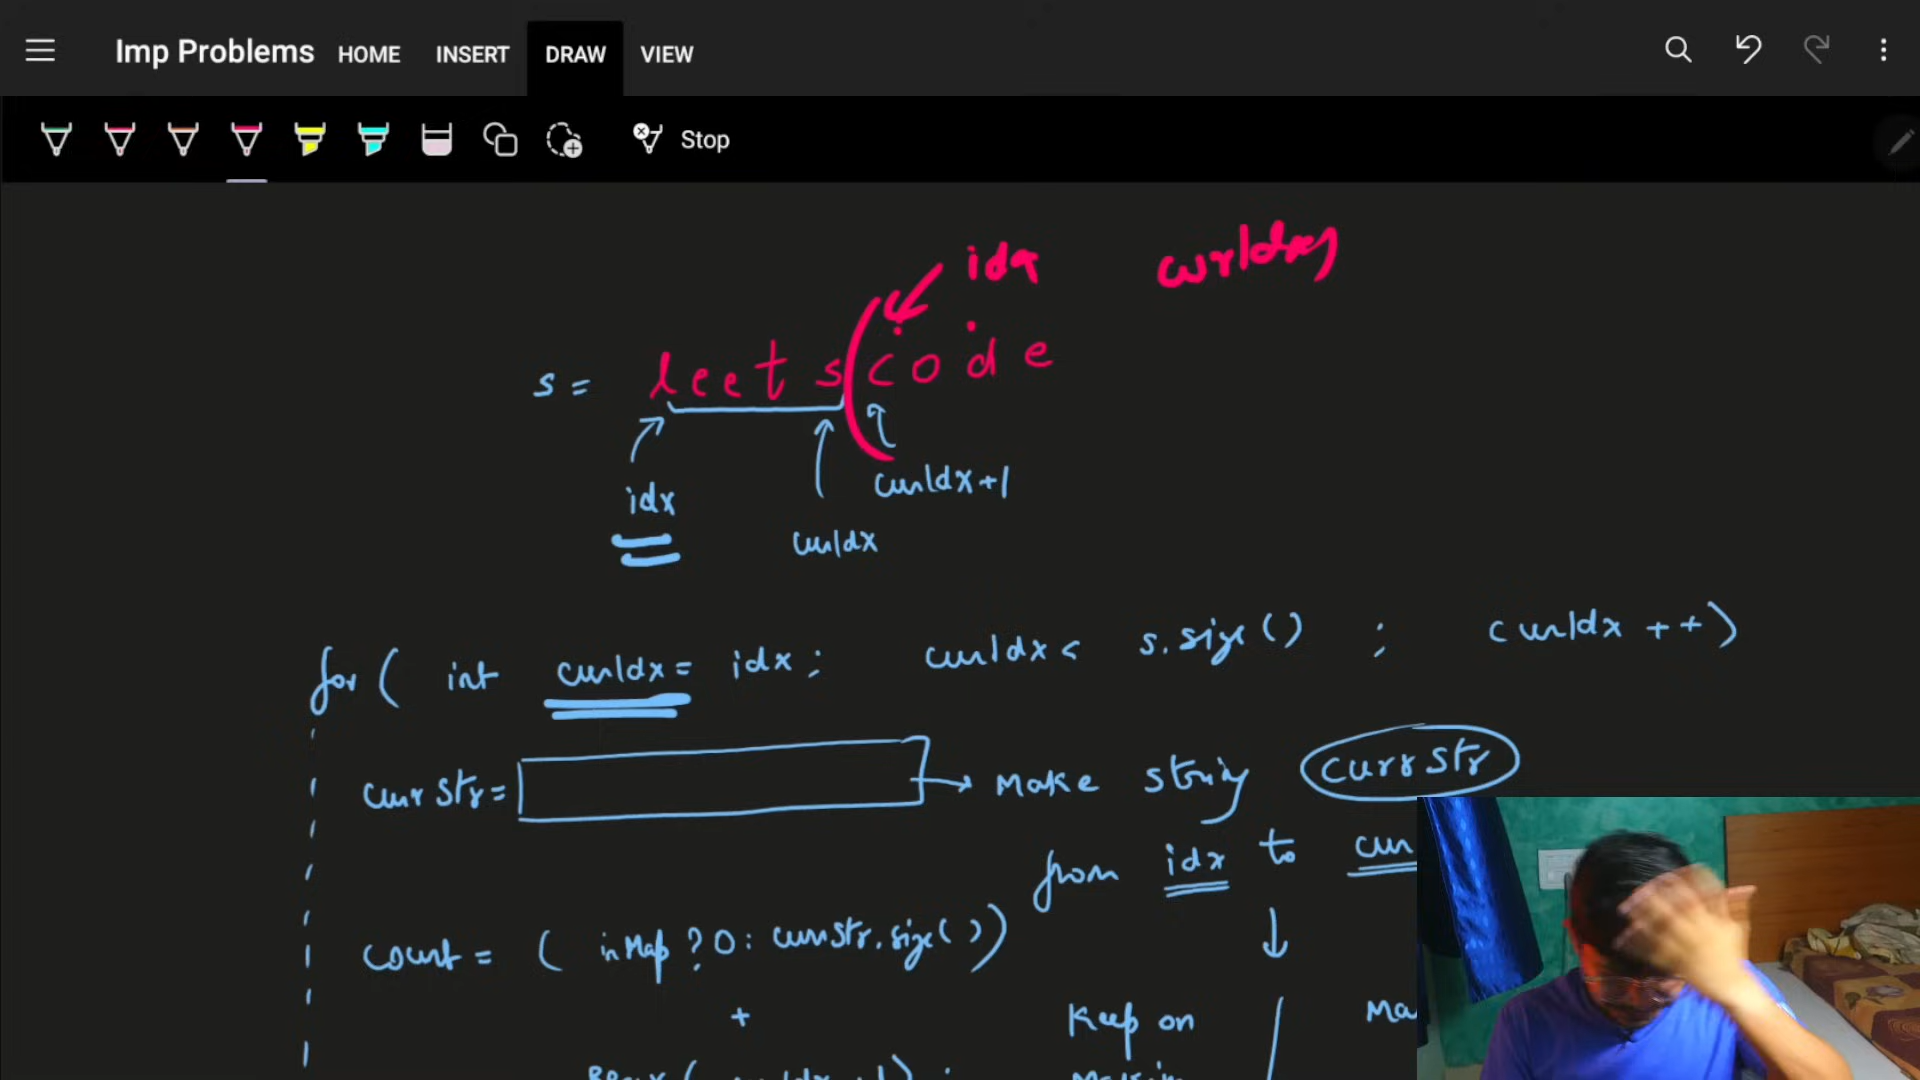 Imp Problems HOME INSERT DRAW VIEW
Stop
idx currIdx
s = leetscode
idx currIdx currIdx+1
for ( int currIdx = idx ; currIdx < s.size() ; currIdx ++)
currStr = → Make string currStr
from idx to
count = ( inMap ? 0 : currStr.size() )
+ Keep on